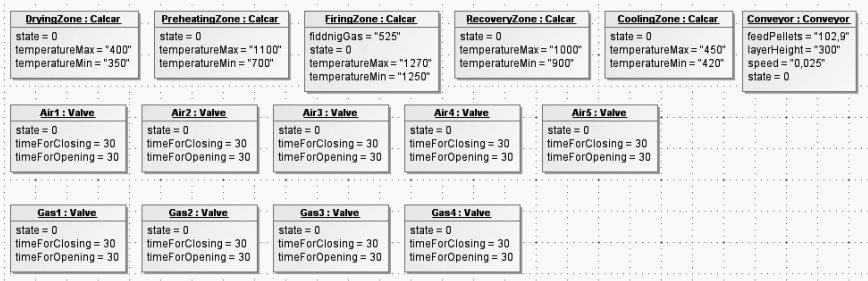 DryingZone : Calcar
state = 0
temperatureMax = "400"
temperatureMin = "350"
PreheatingZone : Calcar
state = 0
temperatureMax = "1100"
temperatureMin = "700"
FiringZone : Calcar
fiddnigGas = "525"
state = 0
temperatureMax = "1270"
temperatureMin = "1250"
RecoveryZone : Calcar
state = 0
temperatureMax = "1000"
temperatureMin = "900"
CoolingZone : Calcar
state = 0
temperatureMax = "450"
temperatureMin = "420"
Conveyor : Conveyor
feedPellets = "102,9"
layerHeight = "300"
speed = "0,025"
state = 0
Air1 : Valve
state = 0
timeForClosing = 30
timeForOpening = 30
Air2 : Valve
state = 0
timeForClosing = 30
timeForOpening = 30
Air3 : Valve
state = 0
timeForClosing = 30
timeForOpening = 30
Air4 : Valve
state = 0
timeForClosing = 30
timeForOpening = 30
Air5 : Valve
state = 0
timeForClosing = 30
timeForOpening = 30
Gas1 : Valve
state = 0
timeForClosing = 30
timeForOpening = 30
Gas2 : Valve
state = 0
timeForClosing = 30
timeForOpening = 30
Gas3 : Valve
state = 0
timeForClosing = 30
timeForOpening = 30
Gas4 : Valve
state = 0
timeForClosing = 30
timeForOpening = 30